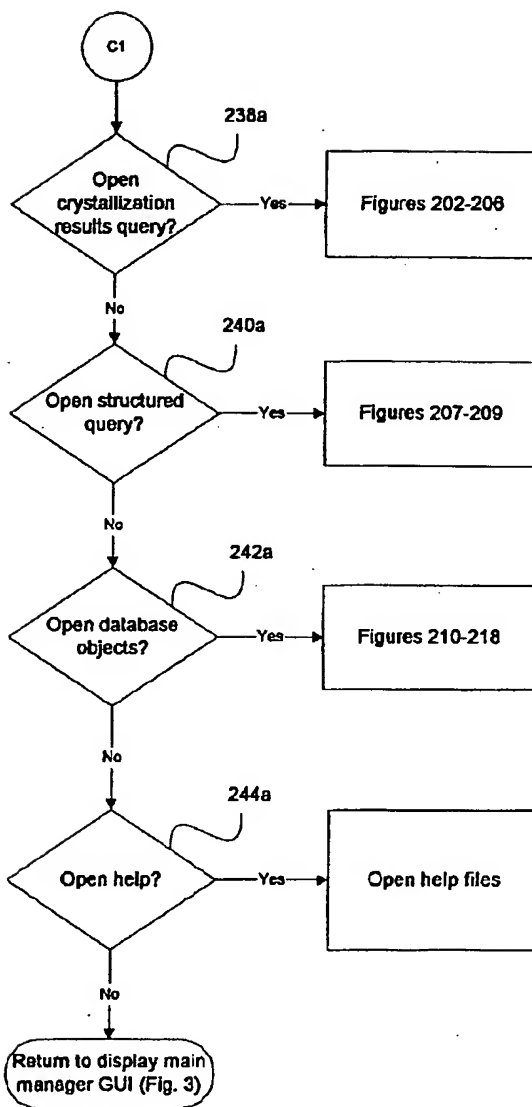 C1
238a
Open
crystallization
results query?
Yes
Figures 202-206
No
240a
Open structured
query?
Yes
Figures 207-209
No
242a
Open database
objects?
Yes
Figures 210-218
No
244a
Open help?
Yes
Open help files
No
Return to display main
manager GUI (Fig. 3)